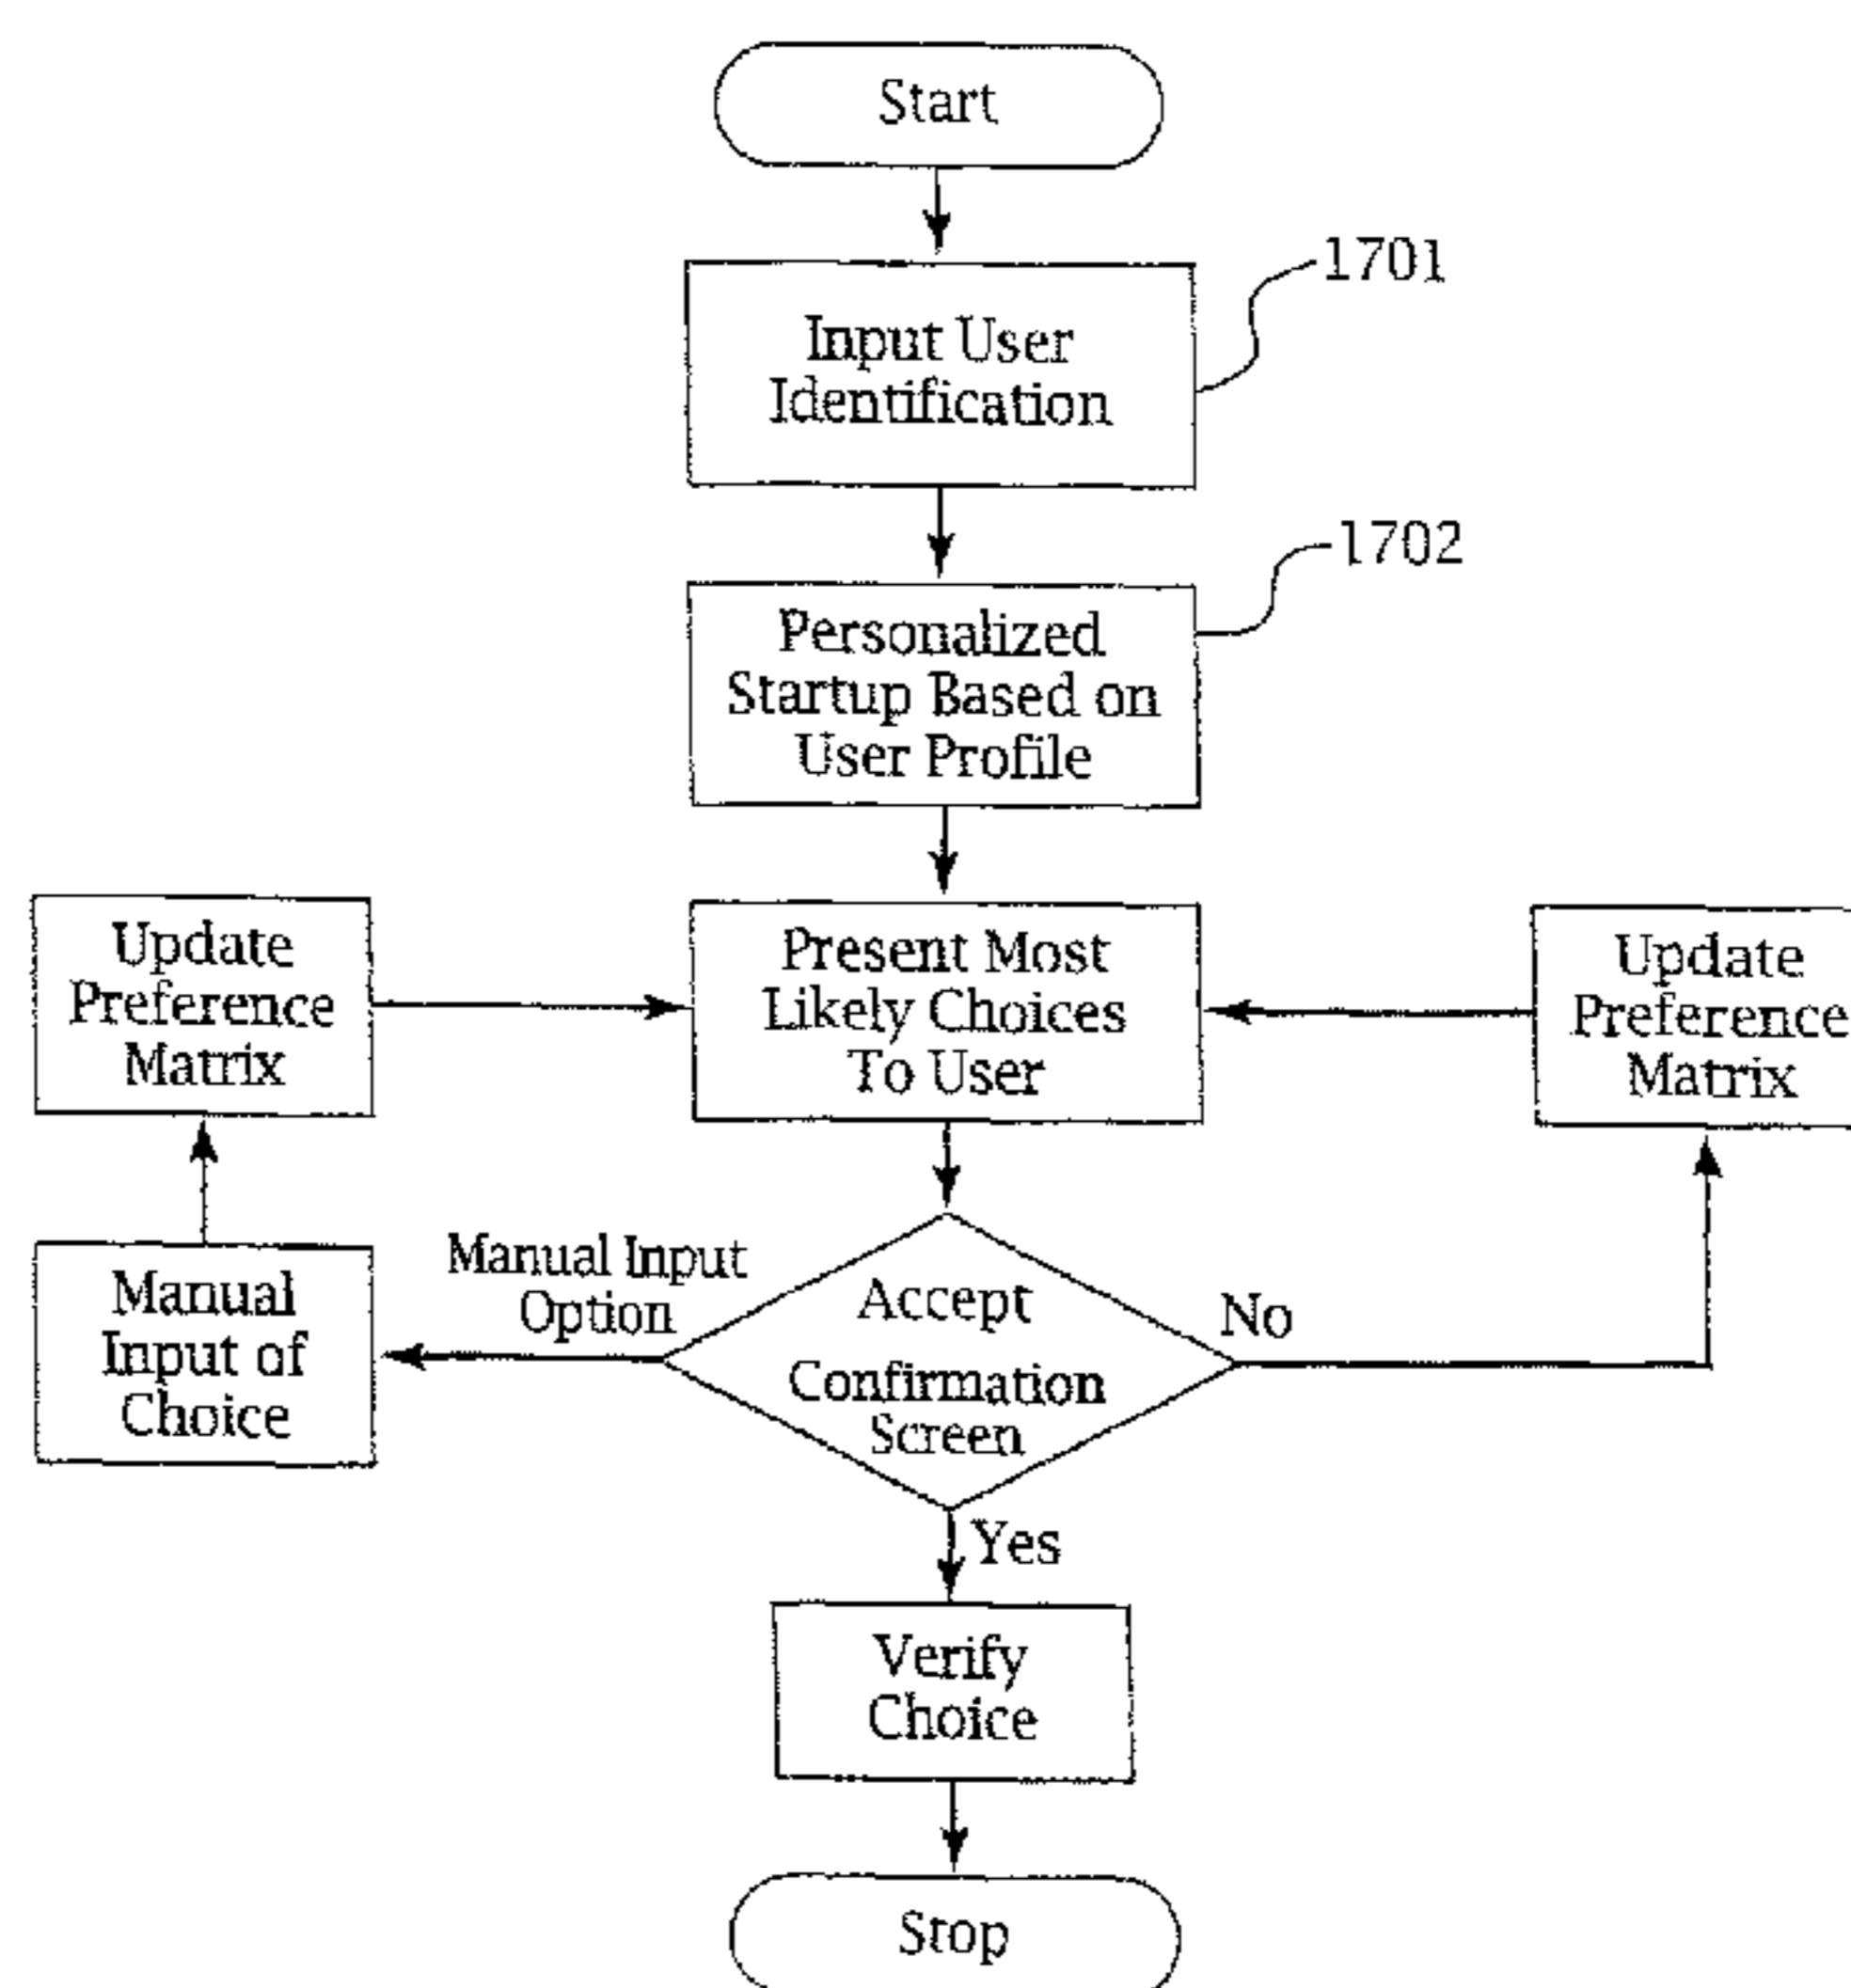 Start
1701
Input User
Identification
1702
Personalized
Startup Based on
User Profile
Update
Preference
Matrix
Present Most
Likely Choices
To User
Update
Preference
Matrix
Manual Input
Option
Manual
Input of
Choice
Accept
Confirmation
Screen
No
Yes
Verify
Choice
Stop